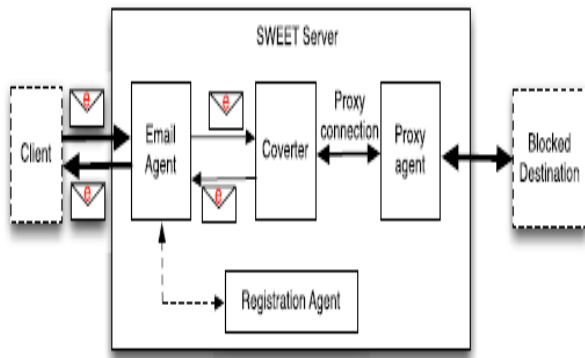 SWEET Server
e
e
Client
Email
Agent
e
e
Coverter
Proxy
connection
Proxy
agent
Blocked
Destination
Registration Agent